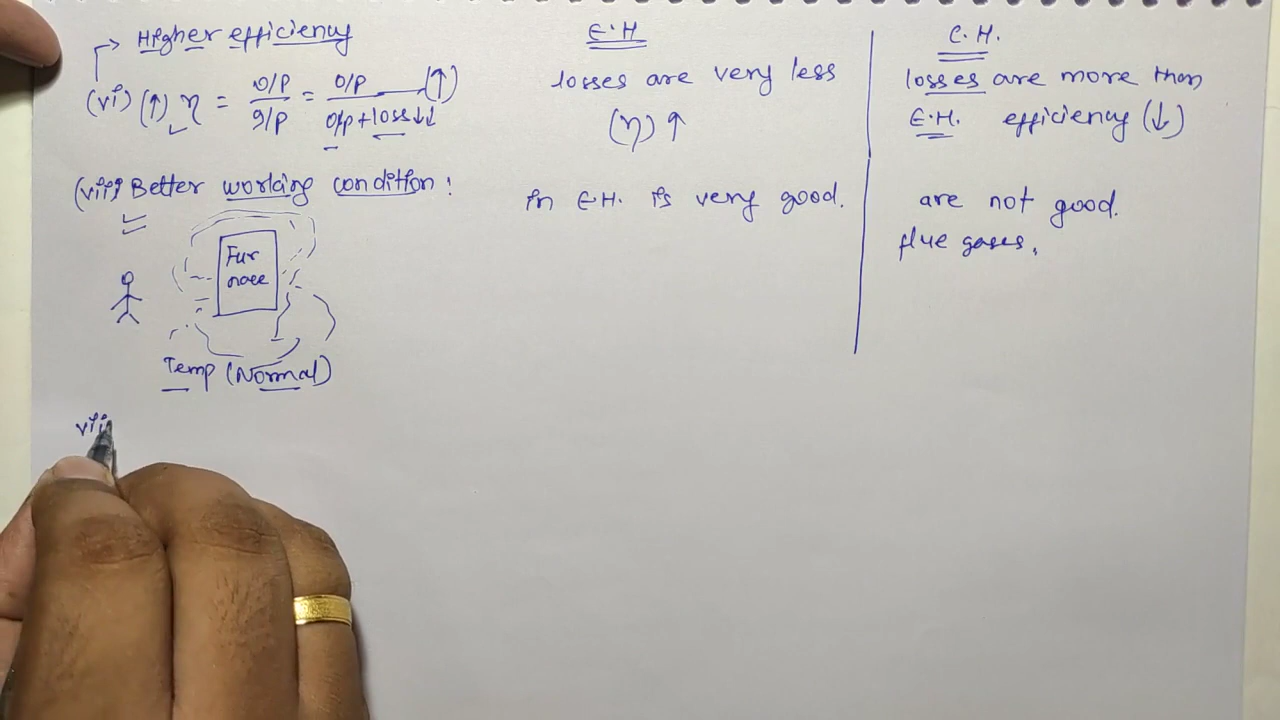 Higher efficiency
(vi) (↑) η = O/P / I/P = O/P / O/P + loss↓↓ (↑)
(vii) Better working condition :
Fur
nace
Temp (Normal)
viii
E.H
losses are very less
(η) ↑
in E.H. is very good.
C.H.
losses are more than
E.H. efficiency (↓)
are not good.
flue gases,